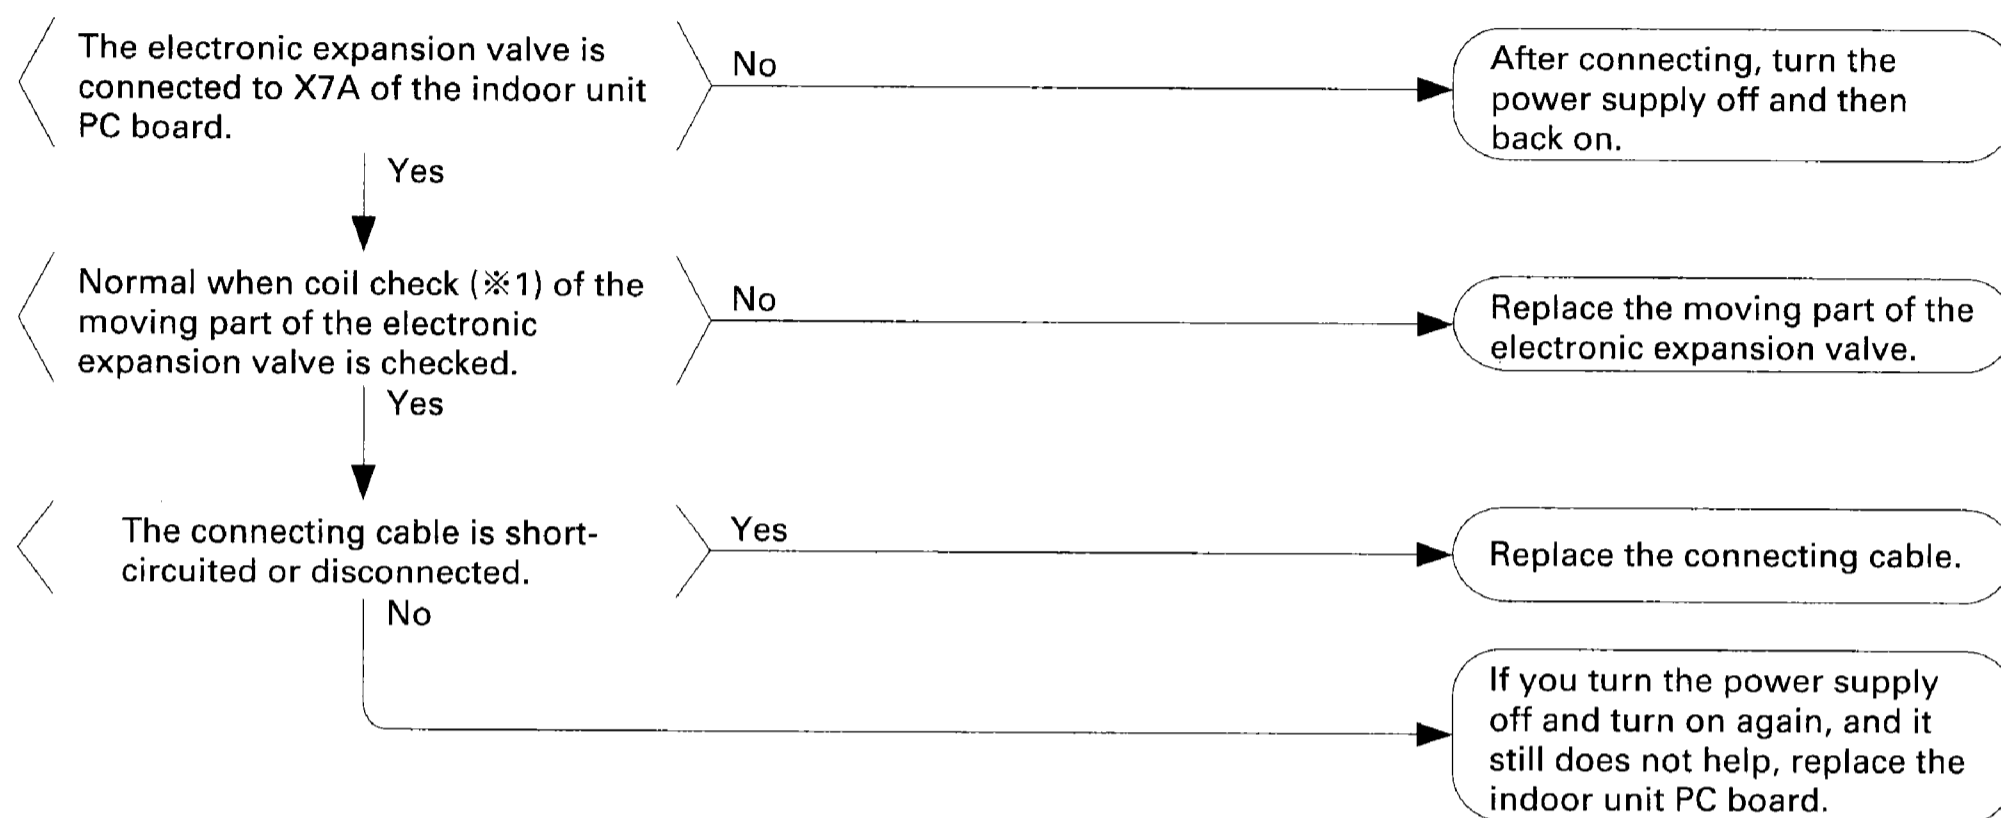 The electronic expansion valve is
connected to X7A of the indoor unit
PC board.
No
After connecting, turn the
power supply off and then
back on.
Yes
Normal when coil check (※1) of the
moving part of the electronic
expansion valve is checked.
No
Replace the moving part of the
electronic expansion valve.
Yes
The connecting cable is short-
circuited or disconnected.
Yes
Replace the connecting cable.
No
If you turn the power supply
off and turn on again, and it
still does not help, replace the
indoor unit PC board.